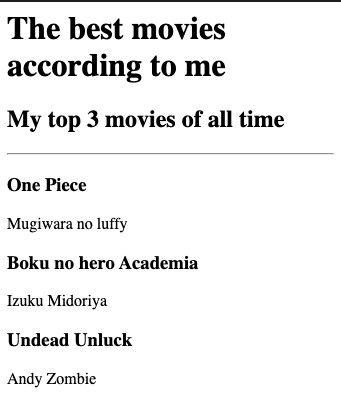 The best movies
according to me
My top 3 movies of all time
One Piece
Mugiwara no luffy
Boku no hero Academia
Izuku Midoriya
Undead Unluck
Andy Zombie